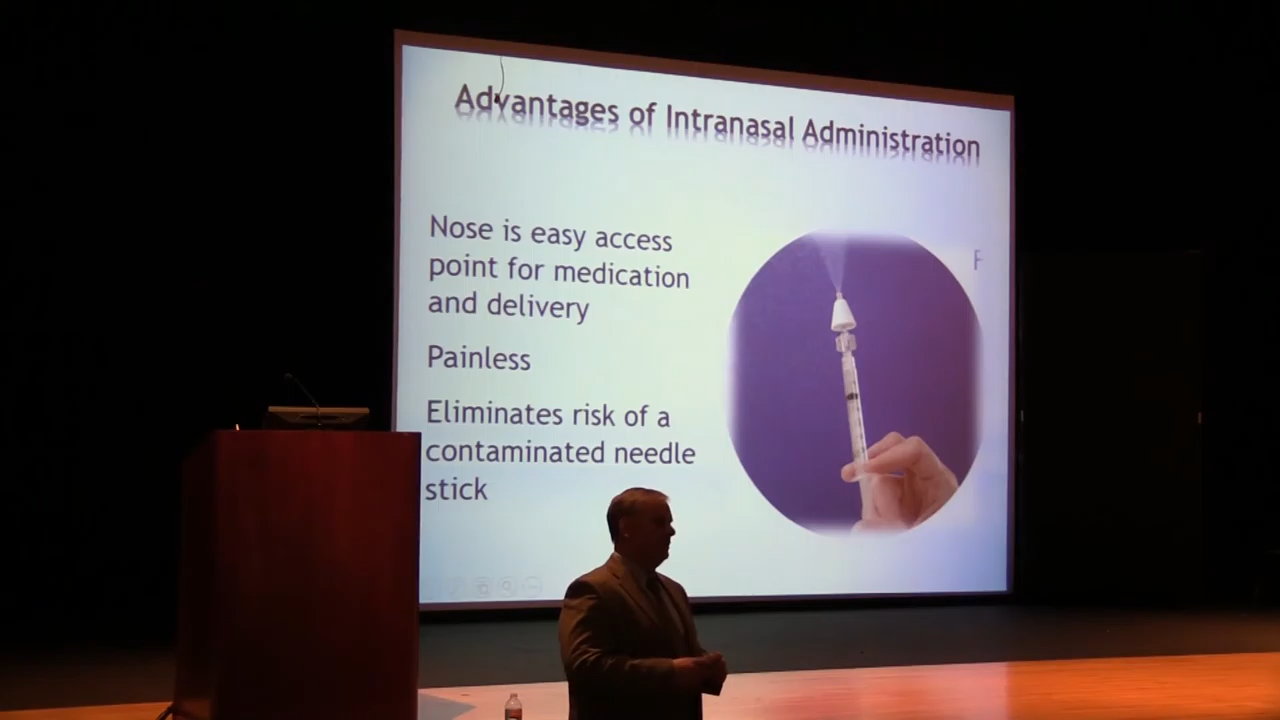 Advantages of Intranasal Administration
Nose is easy access
point for medication
and delivery
F
Painless
Eliminates risk of a
contaminated needle
stick